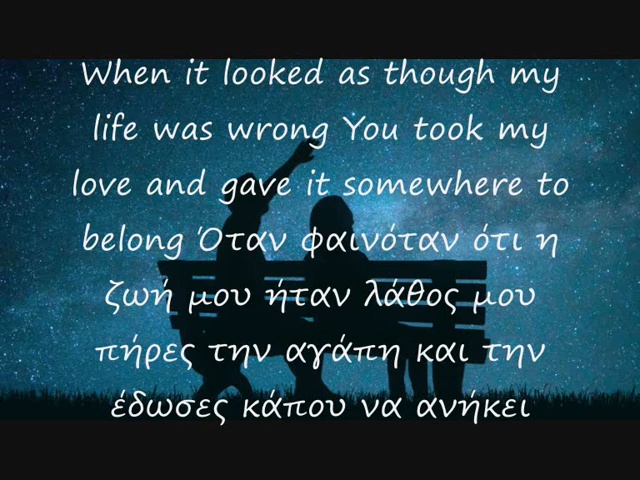 When it looked as though my
life was wrong You took my
love and gave it somewhere to
belong Όταν φαινόταν ότι η
ζωή μου ήταν λάθος μου
πήρες την αγάπη και την
έδωσες κάπου να ανήκει